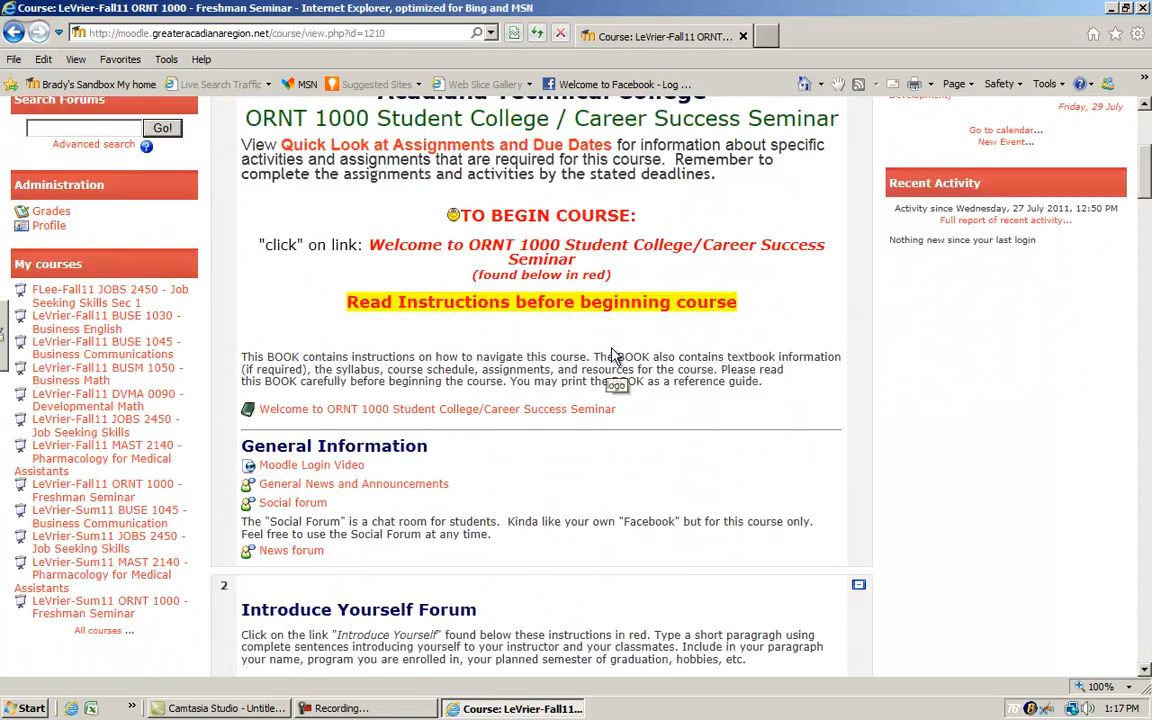 Course: LeVrier-Fall11 ORNT 1000 - Freshman Seminar - Internet Explorer, optimized for Bing and MSN
http://moodle.greateracadianaregion.net/course/view.php?id=1210
Course: LeVrier-Fall11 ORNT...
File Edit View Favorites Tools Help
Brady's Sandbox My home Live Search Traffic MSN Suggested Sites Web Slice Gallery Welcome to Facebook - Log ... Page Safety Tools
Search Forums
Go!
Advanced search
Administration
Grades
Profile
My courses
FLee-Fall11 JOBS 2450 - Job
Seeking Skills Sec 1
LeVrier-Fall11 BUSE 1030 -
Business English
LeVrier-Fall11 BUSE 1045 -
Business Communications
LeVrier-Fall11 BUSM 1050 -
Business Math
LeVrier-Fall11 DVMA 0090 -
Developmental Math
LeVrier-Fall11 JOBS 2450 -
Job Seeking Skills
LeVrier-Fall11 MAST 2140 -
Pharmacology for Medical
Assistants
LeVrier-Fall11 ORNT 1000 -
Freshman Seminar
LeVrier-Sum11 BUSE 1045 -
Business Communication
LeVrier-Sum11 JOBS 2450 -
Job Seeking Skills
LeVrier-Sum11 MAST 2140 -
Pharmacology for Medical
Assistants
LeVrier-Sum11 ORNT 1000 -
Freshman Seminar
All courses ...
Acadiana Technical College
ORNT 1000 Student College / Career Success Seminar
View Quick Look at Assignments and Due Dates for information about specific
activities and assignments that are required for this course. Remember to
complete the assignments and activities by the stated deadlines.
TO BEGIN COURSE:
"click" on link: Welcome to ORNT 1000 Student College/Career Success
Seminar
(found below in red)
Read Instructions before beginning course
This BOOK contains instructions on how to navigate this course. The BOOK also contains textbook information
(if required), the syllabus, course schedule, assignments, and resources for the course. Please read
this BOOK carefully before beginning the course. You may print the BOOK as a reference guide.
logo
Welcome to ORNT 1000 Student College/Career Success Seminar
General Information
Moodle Login Video
General News and Announcements
Social forum
The "Social Forum" is a chat room for students. Kinda like your own "Facebook" but for this course only.
Feel free to use the Social Forum at any time.
News forum
2
Introduce Yourself Forum
Click on the link "Introduce Yourself" found below these instructions in red. Type a short paragraph using
complete sentences introducing yourself to your instructor and your classmates. Include in your paragraph
your name, program you are enrolled in, your planned semester of graduation, hobbies, etc.
Friday, 29 July
Go to calendar...
New Event...
Recent Activity
Activity since Wednesday, 27 July 2011, 12:50 PM
Full report of recent activity...
Nothing new since your last login
100%
Start Camtasia Studio - Untitle... Recording... Course: LeVrier-Fall11... 76° 1:17 PM